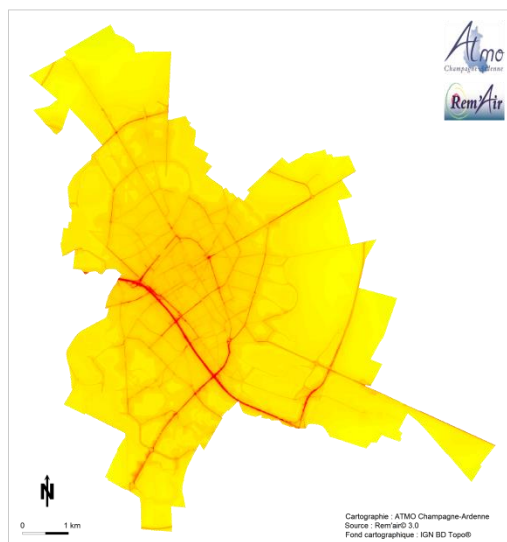 Atmo
Champagne-Ardenne
Rem'Air
N
0 1 km
Cartographie : ATMO Champagne-Ardenne
Source : Rem'air© 3.0
Fond cartographique : IGN BD Topo®